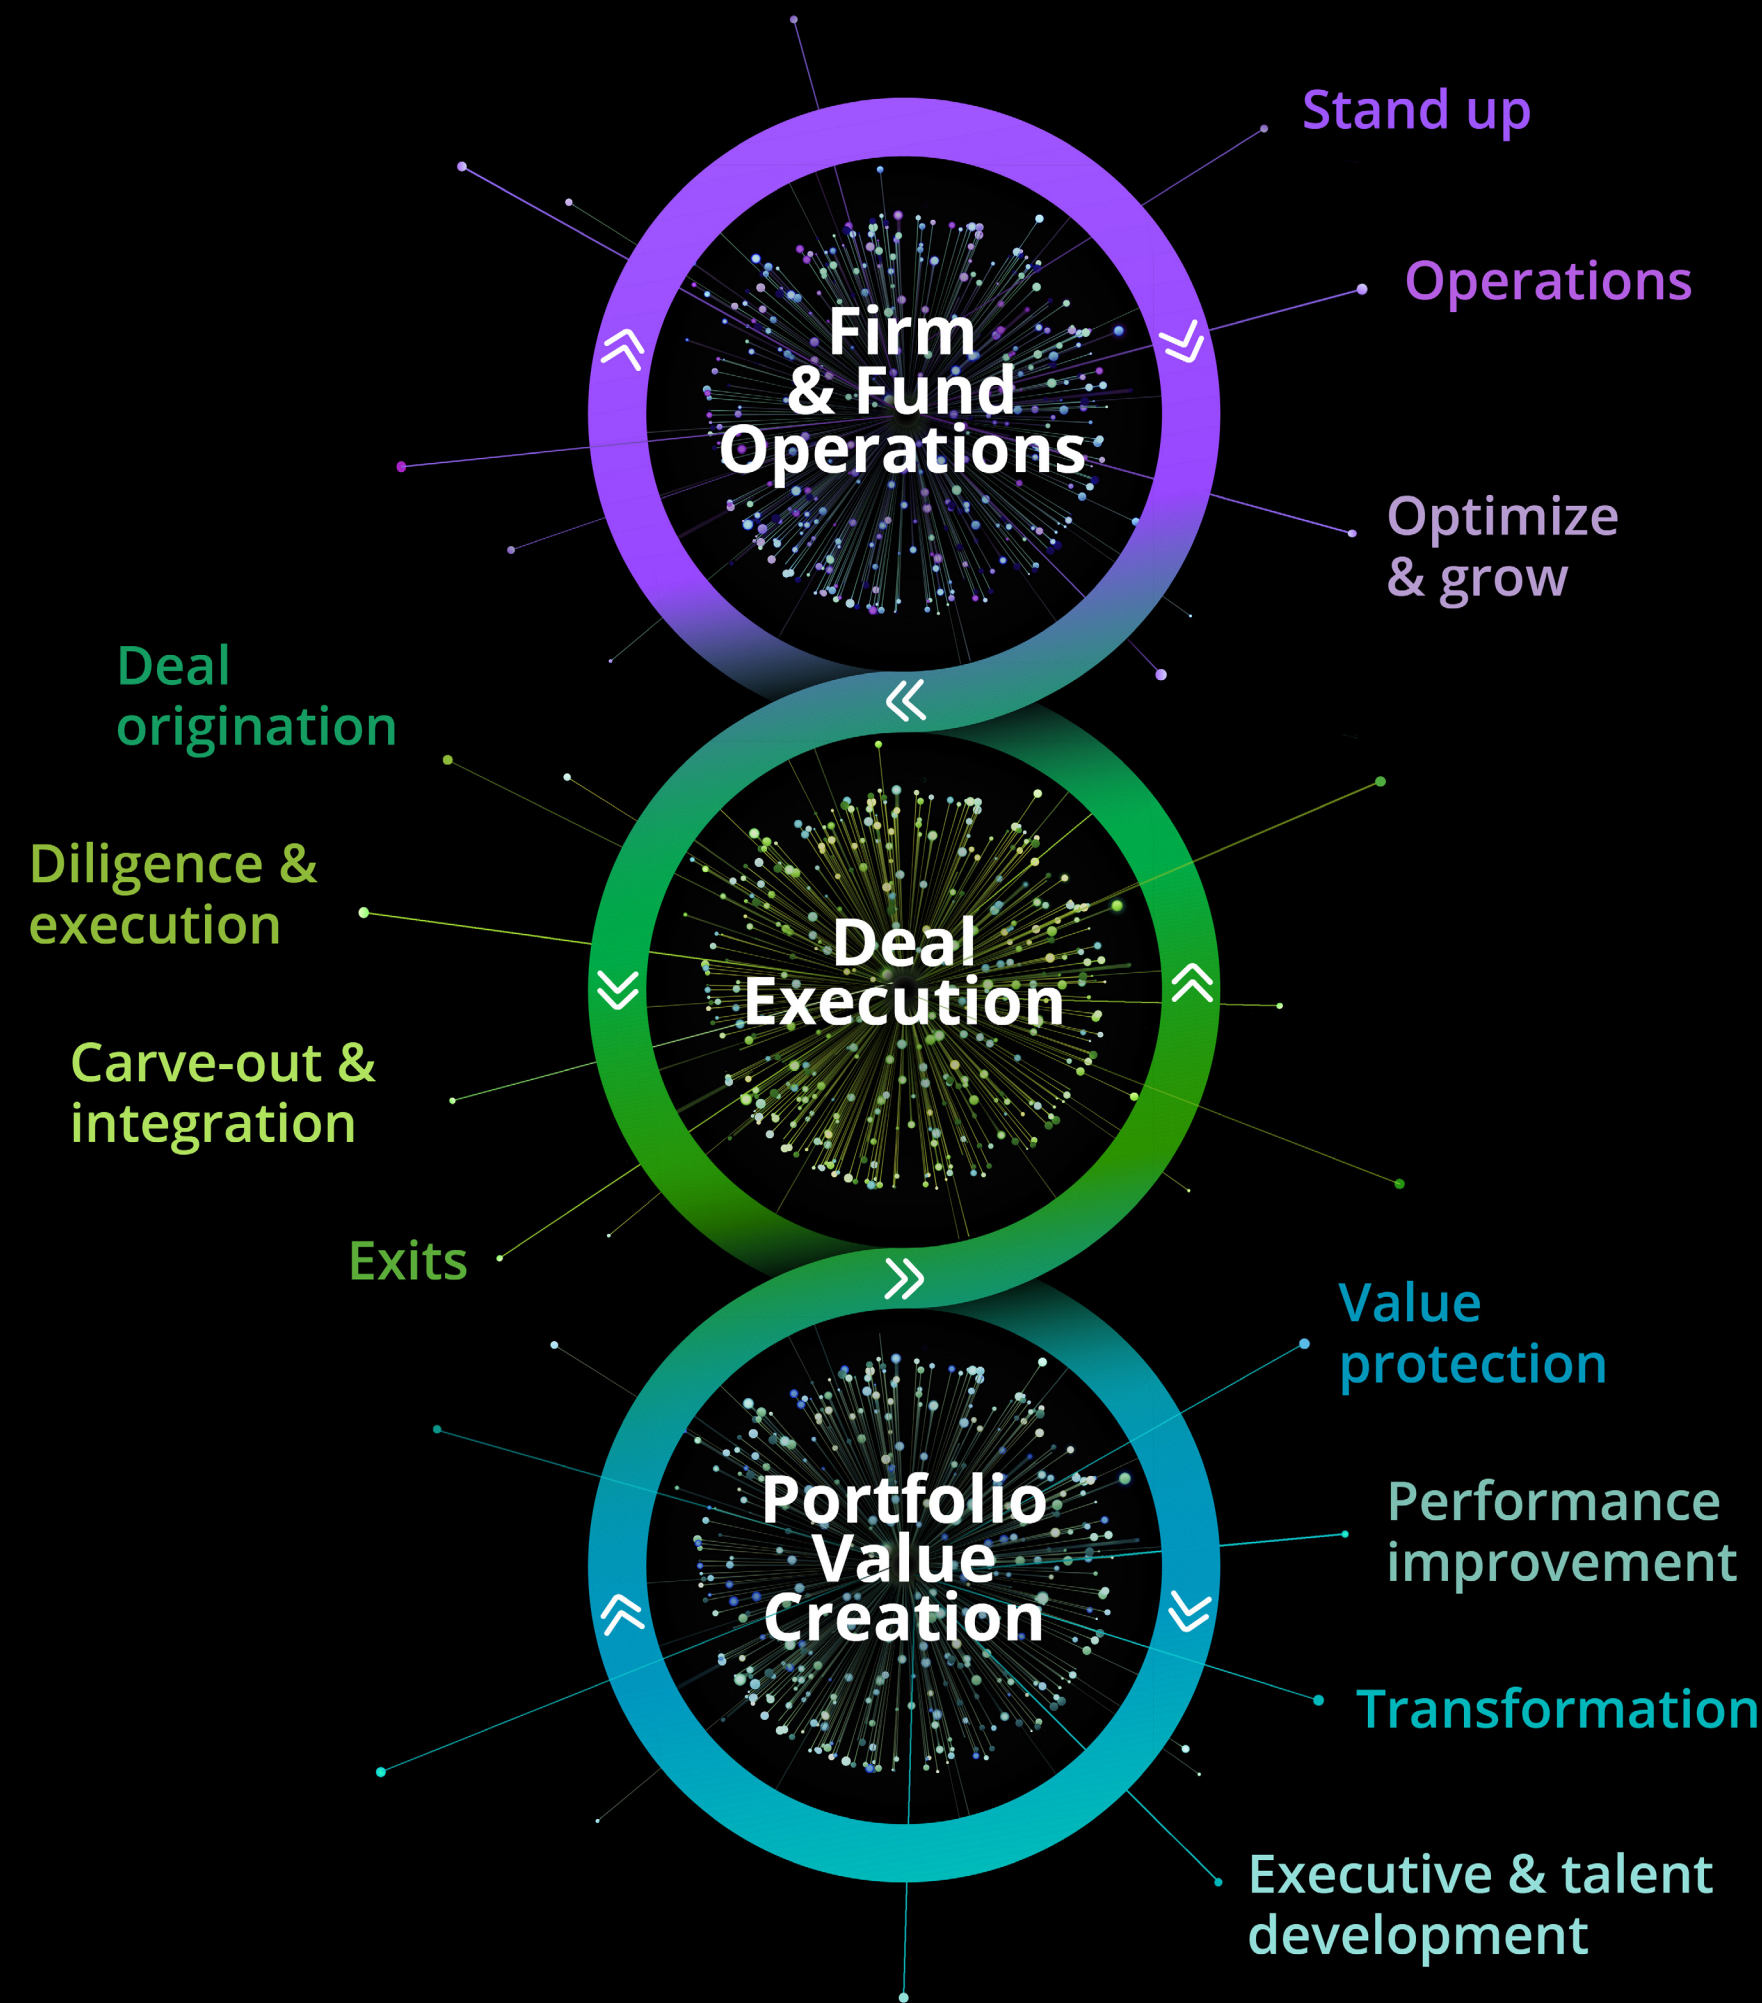 Stand up
Operations
Optimize
& grow
Firm
& Fund
Operations
Deal
origination
Diligence &
execution
Carve-out &
integration
Exits
Deal
Execution
Value
protection
Performance
improvement
Transformation
Executive & talent
development
Portfolio
Value
Creation